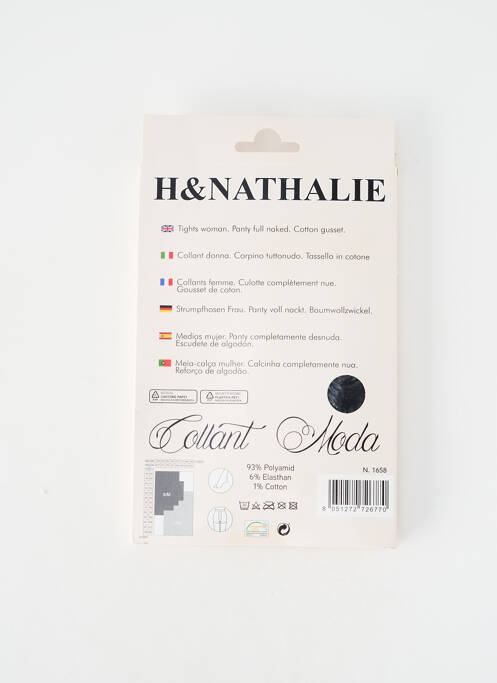 H&NATHALIE
Tights woman. Panty full naked. Cotton gusset.
Collant donna. Corpino tuttonudo. Tassello in cotone
Collants femme. Culotte complètement nue.
Gousset de coton.
Strumpfhosen Frau. Panty voll nackt. Baumwollzwickel.
Medias mujer. Panty completamente desnuda.
Escudete de algodón.
Meia-calça mulher. Calcinha completamente nua.
Reforço de algodão.
Collant Moda
93% Polyamid
6% Elasthan
1% Cotton
N. 1658
8 051272 726770